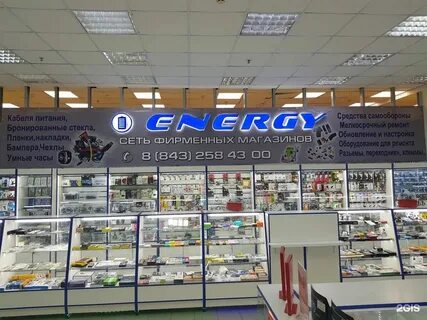 Кабеля питания,
Бронированные стекла,
Пленки,накладки,
Бампера,Чехлы
Умные часы
ENERGY
СЕТЬ ФИРМЕННЫХ МАГАЗИНОВ
8 (843) 258 43 00
Средства самообороны
Мелкосрочный ремонт
Обновление и настройка
Оборудование для ремонта
Разъемы, переходники,
2GIS